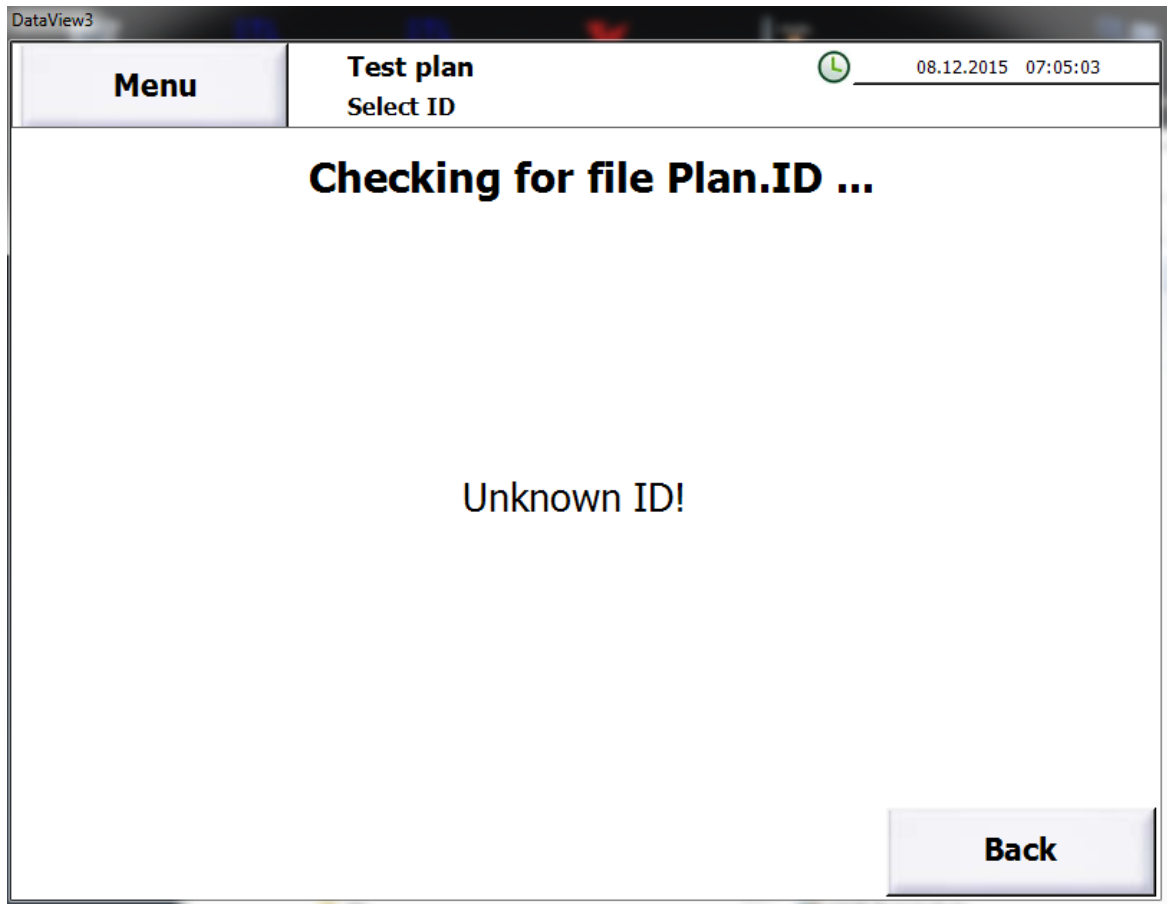 DataView3
Menu
Test plan
Select ID
08.12.2015 07:05:03
Checking for file Plan.ID ...
Unknown ID!
Back